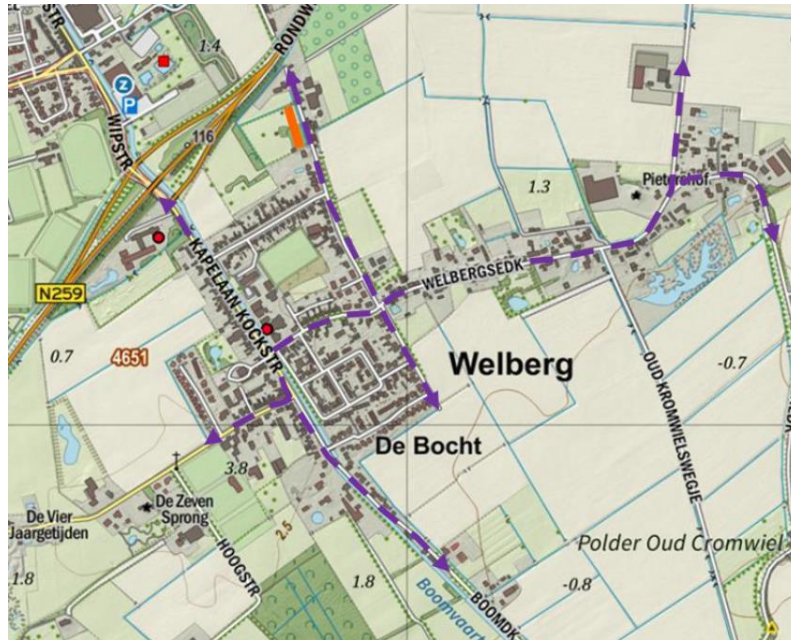 1.4
RONDW
Z
P
WIPSTR.
116
1.3
Pietershof
KAPELAAN-KOCKSTR.
WELBERGSEDK
N259
0.7
4651
Welberg
-0.7
OUD KROMWIELSWEGJE
De Bocht
3.8
De Zeven
Sprong
De Vier
Jaargetijden
2.5
HOOGSTR.
Polder Oud Cromwiel
1.8
1.8
-0.8
Boomvaart
BOOMDK